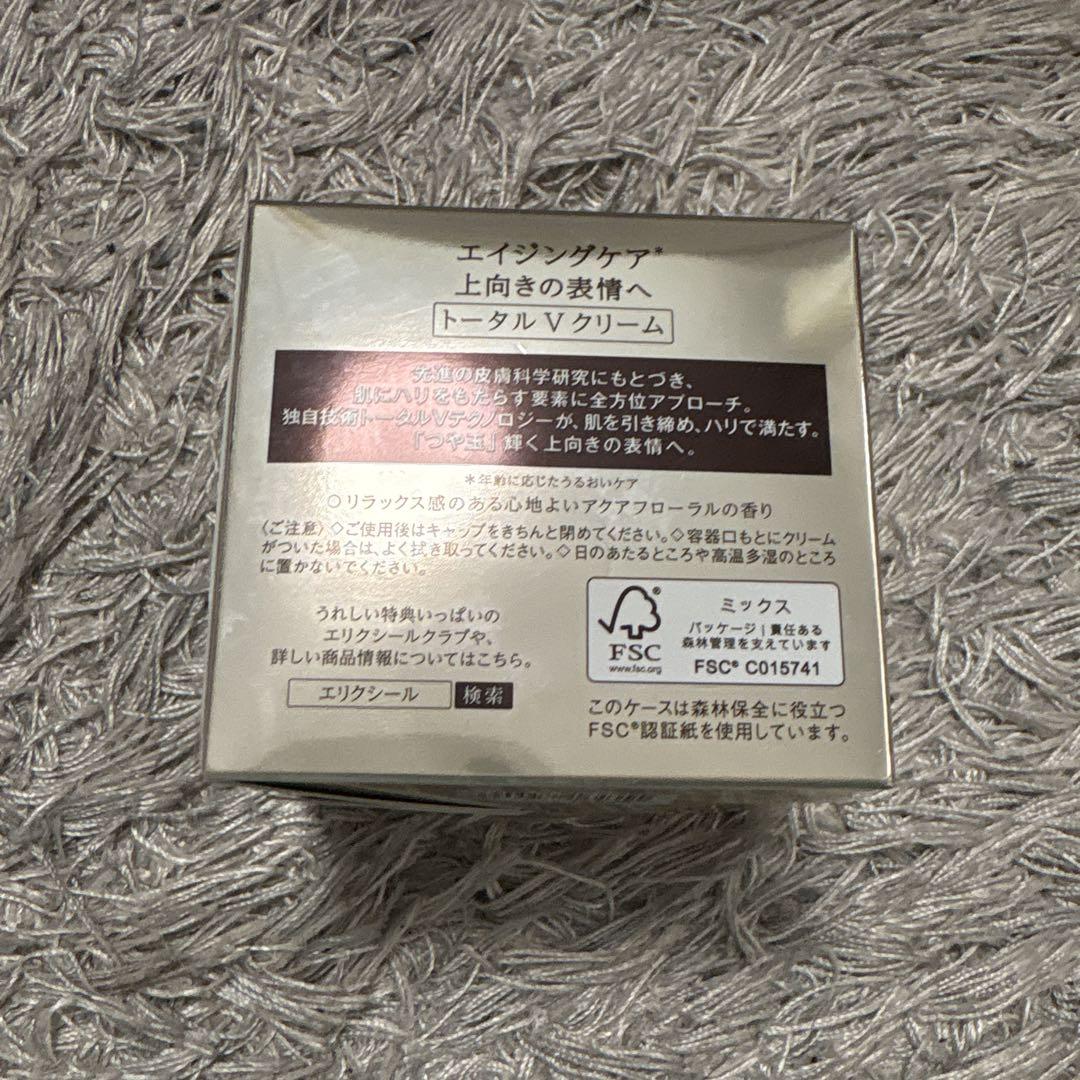 エイジングケア*
上向きの表情へ
トータル V クリーム
先進の皮膚科学研究にもとづき、
肌にハリをもたらす要素に全方位アプローチ。
独自技術トータルVテクノロジーが、肌を引き締め、ハリで満たす。
「つや玉」輝く上向きの表情へ。
*年齢に応じたうるおいケア
○リラックス感のある心地よいアクアフローラルの香り
〈ご注意〉◇ご使用後はキャップをきちんと閉めてください。◇容器口もとにクリーム
がついた場合は、よく拭き取ってください。◇日のあたるところや高温多湿のところ
に置かないでください。
うれしい特典いっぱいの
エリクシールクラブや、
詳しい商品情報についてはこちら。
エリクシール 検索
FSC®
www.fsc.org
ミックス
パッケージ | 責任ある
森林管理を支えています
FSC® C015741
このケースは森林保全に役立つ
FSC®認証紙を使用しています。